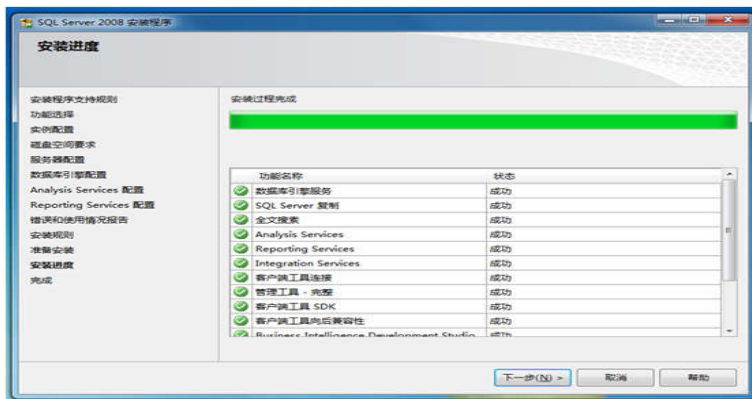 SQL Server 2008 安装程序
安装进度
安装程序支持规则
功能选择
实例配置
磁盘空间要求
服务器配置
数据库引擎配置
Analysis Services 配置
Reporting Services 配置
错误和使用情况报告
安装规则
准备安装
安装进度
完成
安装过程完成
功能名称 状态
数据库引擎服务 成功
SQL Server 复制 成功
全文搜索 成功
Analysis Services 成功
Reporting Services 成功
Integration Services 成功
客户端工具连接 成功
管理工具 - 完整 成功
客户端工具 SDK 成功
客户端工具向后兼容性 成功
Business Intelligence Development Studio 成功
下一步(N) > 取消 帮助